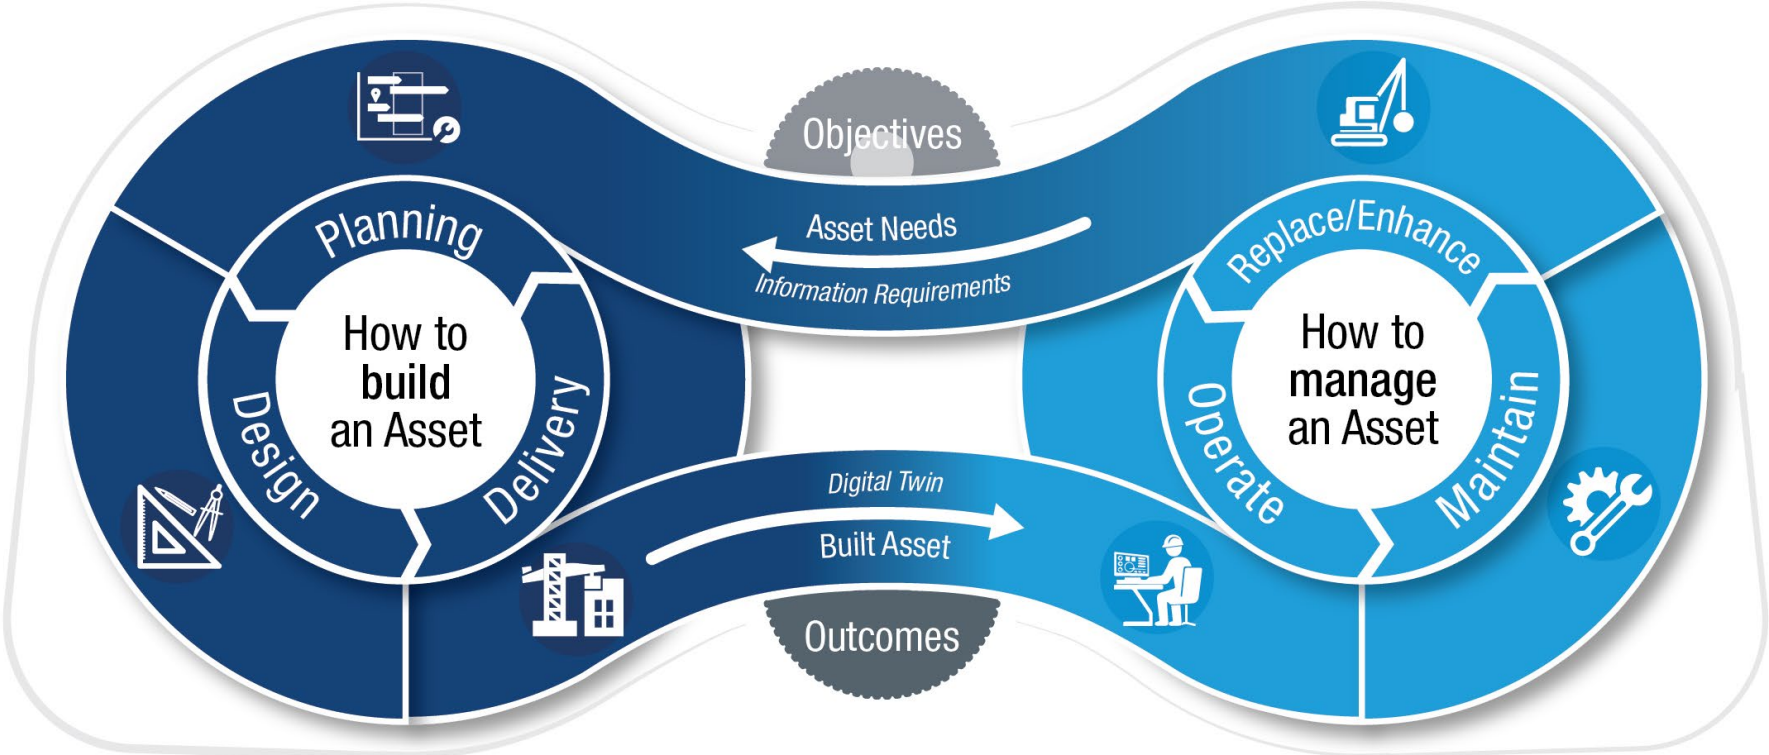 Objectives
Asset Needs
Information Requirements
Planning
Design
Delivery
How to
build
an Asset
Replace/Enhance
Operate
Maintain
How to
manage
an Asset
Digital Twin
Built Asset
Outcomes